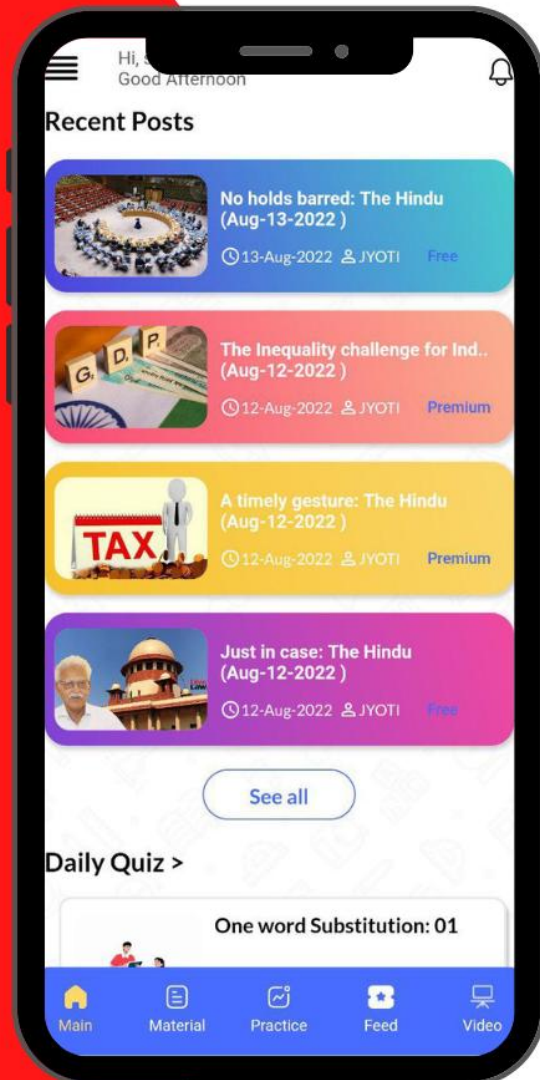 Hi, s
Good Afternoon
Recent Posts
No holds barred: The Hindu
(Aug-13-2022 )
13-Aug-2022 JYOTI Free
G D P
The Inequality challenge for Ind..
(Aug-12-2022 )
12-Aug-2022 JYOTI Premium
TAX
A timely gesture: The Hindu
(Aug-12-2022 )
12-Aug-2022 JYOTI Premium
Just in case: The Hindu
(Aug-12-2022 )
12-Aug-2022 JYOTI Free
See all
Daily Quiz >
One word Substitution: 01
Main Material Practice Feed Video